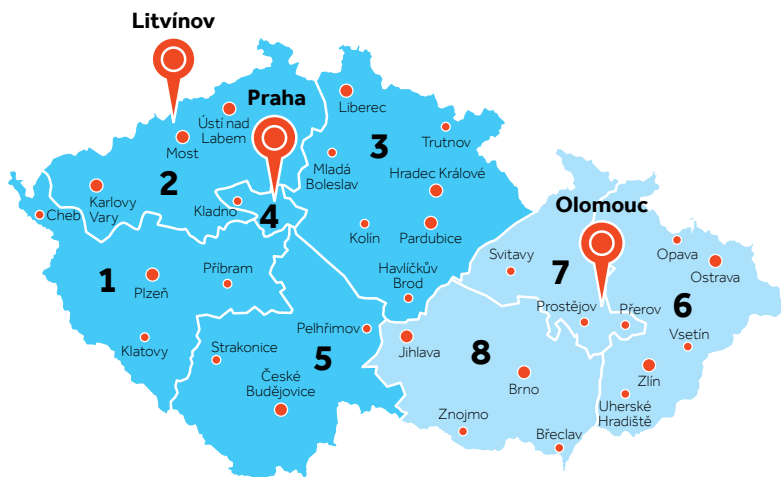 Litvínov
Praha
Liberec
Ústí nad
Labem
3
Trutnov
Most
Mladá
Boleslav
Hradec Králové
2
Karlovy
Vary
Kladno
4
Olomouc
Cheb
Kolín
Pardubice
Svitavy
Opava
Ostrava
1
Plzeň
Příbram
Havlíčkův
Brod
7
6
Prostějov
Přerov
Vsetín
Pelhřimov
Klatovy
Strakonice
5
Jihlava
8
České
Budějovice
Brno
Zlín
Uherské
Hradiště
Znojmo
Břeclav